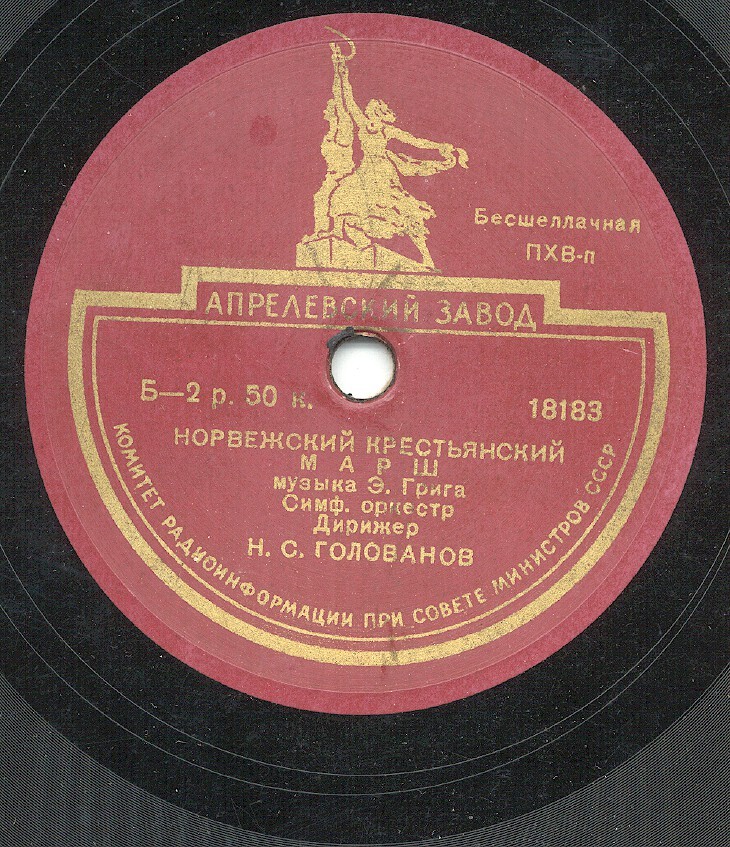 Бесшеллачная
ПХВ-п
АПРЕЛЕВСКИЙ ЗАВОД
Б—2 р. 50 к.
18183
НОРВЕЖСКИЙ КРЕСТЬЯНСКИЙ
МАРШ
музыка Э. Грига
Симф. оркестр
Дирижер
Н. С. ГОЛОВАНОВ
КОМИТЕТ РАДИОИНФОРМАЦИИ ПРИ СОВЕТЕ МИНИСТРОВ СССР